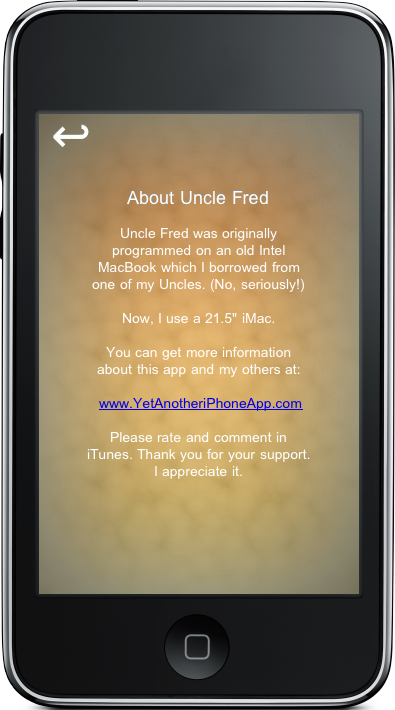 About Uncle Fred
Uncle Fred was originally
programmed on an old Intel
MacBook which I borrowed from
one of my Uncles. (No, seriously!)
Now, I use a 21.5" iMac.
You can get more information
about this app and my others at:
www.YetAnotheriPhoneApp.com
Please rate and comment in
iTunes. Thank you for your support.
I appreciate it.